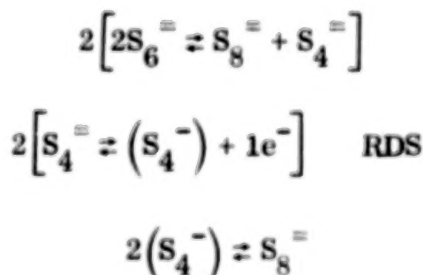 2[2S₆⁼ ⇄ S₈⁼ + S₄⁼]
2[S₄⁼ ⇄ (S₄⁻) + 1e⁻] RDS
2(S₄⁻) ⇄ S₈⁼